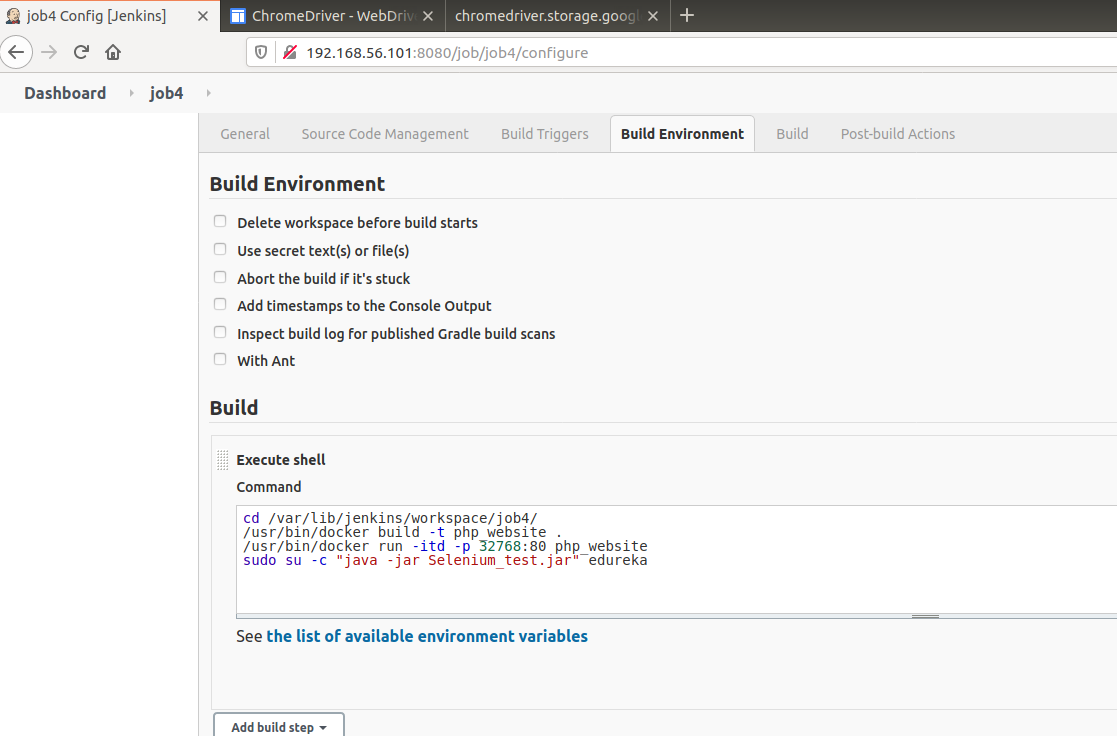 job4 Config [Jenkins]
ChromeDriver - WebDriv
chromedriver.storage.googl
192.168.56.101:8080/job/job4/configure
Dashboard
job4
General
Source Code Management
Build Triggers
Build Environment
Build
Post-build Actions
Build Environment
Delete workspace before build starts
Use secret text(s) or file(s)
Abort the build if it's stuck
Add timestamps to the Console Output
Inspect build log for published Gradle build scans
With Ant
Build
Execute shell
Command
cd /var/lib/jenkins/workspace/job4/
/usr/bin/docker build -t php_website .
/usr/bin/docker run -itd -p 32768:80 php_website
sudo su -c "java -jar Selenium_test.jar" edureka
See the list of available environment variables
Add build step